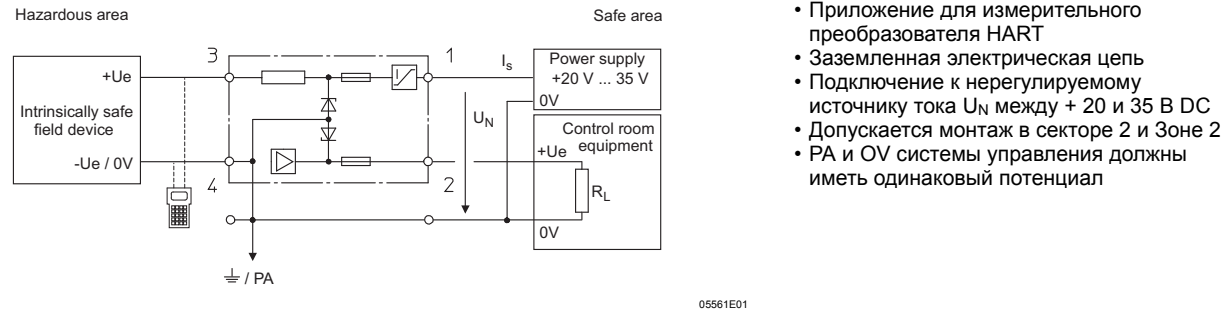 Hazardous area
Safe area
3
1
Is
Power supply
+20 V ... 35 V
0V
+Ue
Intrinsically safe
field device
-Ue / 0V
UN
Control room
equipment
+Ue
4
2
RL
0V
/ PA
05561E01
• Приложение для измерительного
преобразователя HART
• Заземленная электрическая цепь
• Подключение к нерегулируемому
источнику тока UN между + 20 и 35 В DC
• Допускается монтаж в секторе 2 и Зоне 2
• PA и OV системы управления должны
иметь одинаковый потенциал